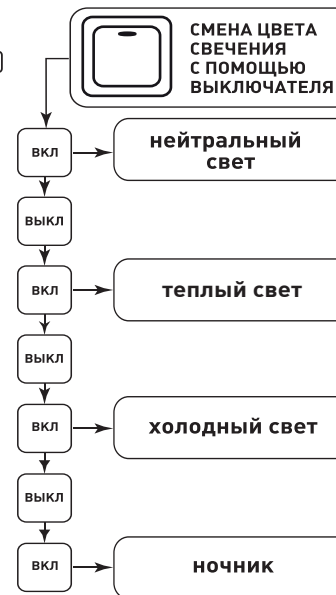 СМЕНА ЦВЕТА
СВЕЧЕНИЯ
С ПОМОЩЬЮ
ВЫКЛЮЧАТЕЛЯ
ВКЛ
нейтральный
свет
ВЫКЛ
ВКЛ
теплый свет
ВЫКЛ
ВКЛ
холодный свет
ВЫКЛ
ВКЛ
ночник